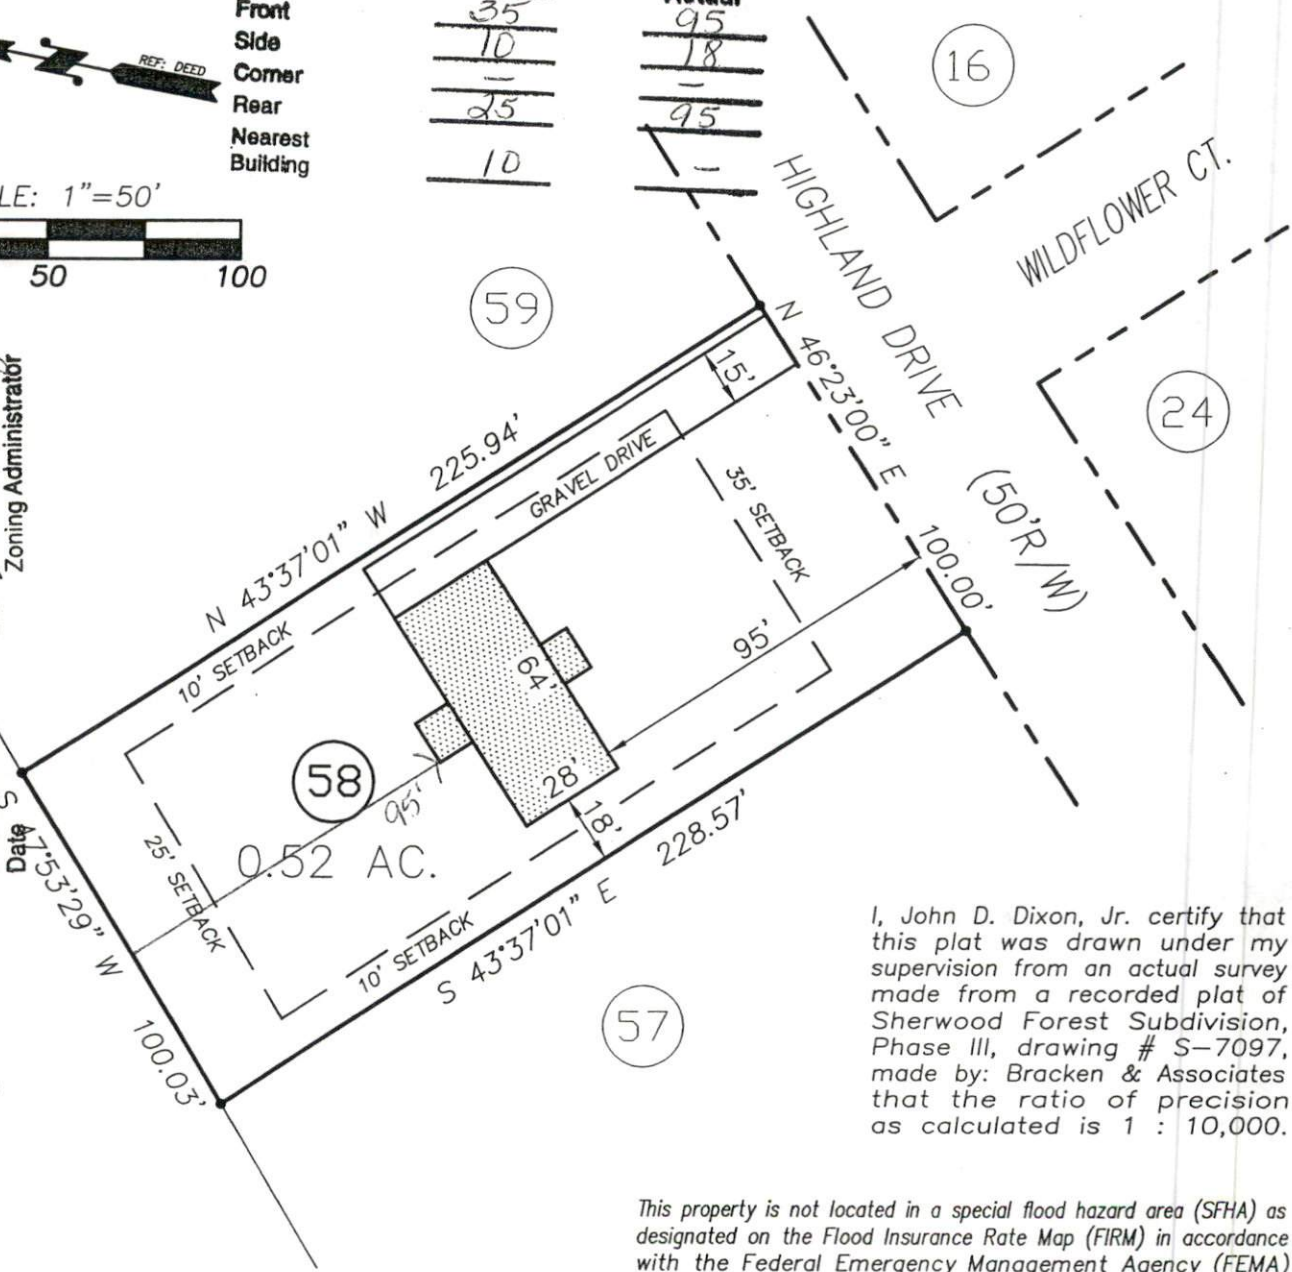 Front 35 95
Side 10 18
Corner — —
Rear 25 95
Nearest
Building 10 —
REF: DEED
LE: 1"=50'
50 100
Zoning Administrator
Date
16
HIGHLAND DRIVE
(50'R/W)
WILDFLOWER CT.
59
24
N 46°23'00" E
100.00'
15'
225.94'
N 43°37'01" W
GRAVEL DRIVE
35' SETBACK
10' SETBACK
64'
95'
28'
18'
58
95'
0.52 AC.
25' SETBACK
S 47°53'29" W
100.03'
10' SETBACK
S 43°37'01" E
228.57'
57
I, John D. Dixon, Jr. certify that
this plat was drawn under my
supervision from an actual survey
made from a recorded plat of
Sherwood Forest Subdivision,
Phase III, drawing # S-7097,
made by: Bracken & Associates
that the ratio of precision
as calculated is 1 : 10,000.
This property is not located in a special flood hazard area (SFHA) as
designated on the Flood Insurance Rate Map (FIRM) in accordance
with the Federal Emergency Management Agency (FEMA)